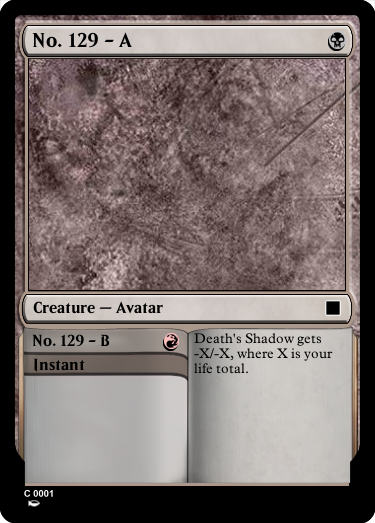 No. 129 – A
Creature — Avatar
No. 129 – B
Instant
Death's Shadow gets
-X/-X, where X is your
life total.
C 0001